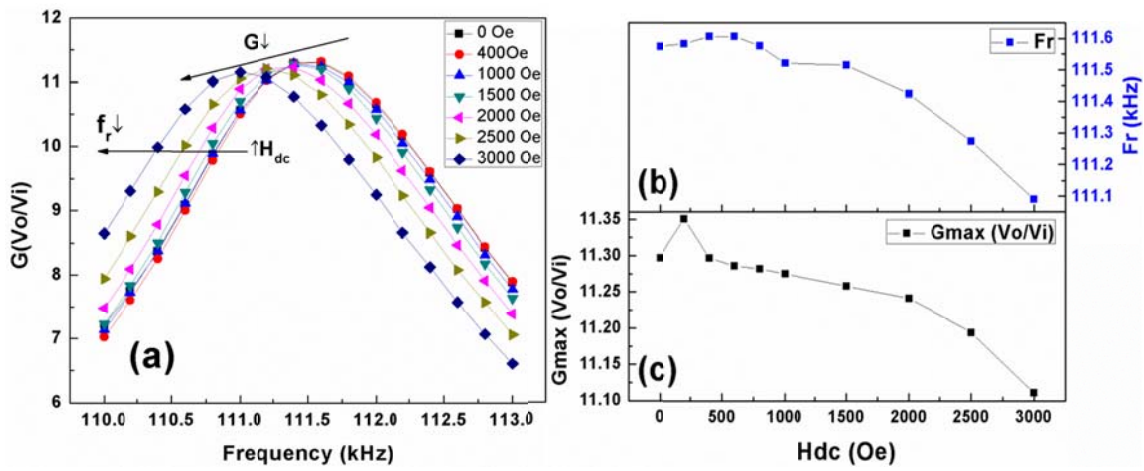 12
11
10
9
8
7
6
G(Vo/Vi)
110.0 110.5 111.0 111.5 112.0 112.5 113.0
Frequency (kHz)
G↓
f_r↓
↑H_dc
(a)
0 Oe
400Oe
1000 Oe
1500 Oe
2000 Oe
2500 Oe
3000 Oe
Fr
111.6
111.5
111.4
111.3
111.2
111.1
Fr (kHz)
(b)
11.35
11.30
11.25
11.20
11.15
11.10
Gmax (Vo/Vi)
Gmax (Vo/Vi)
(c)
0 500 1000 1500 2000 2500 3000
Hdc (Oe)